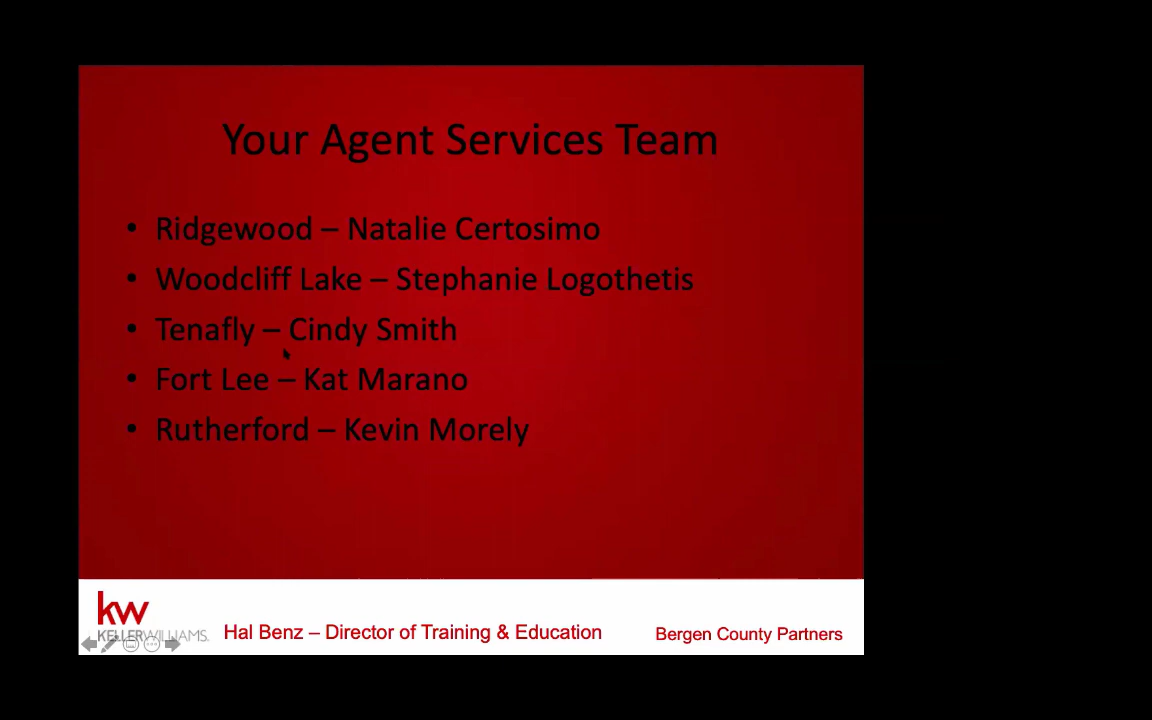 Your Agent Services Team
• Ridgewood – Natalie Certosimo
• Woodcliff Lake – Stephanie Logothetis
• Tenafly – Cindy Smith
• Fort Lee – Kat Marano
• Rutherford – Kevin Morely
kw
KELLERWILLIAMS.
Hal Benz – Director of Training & Education
Bergen County Partners